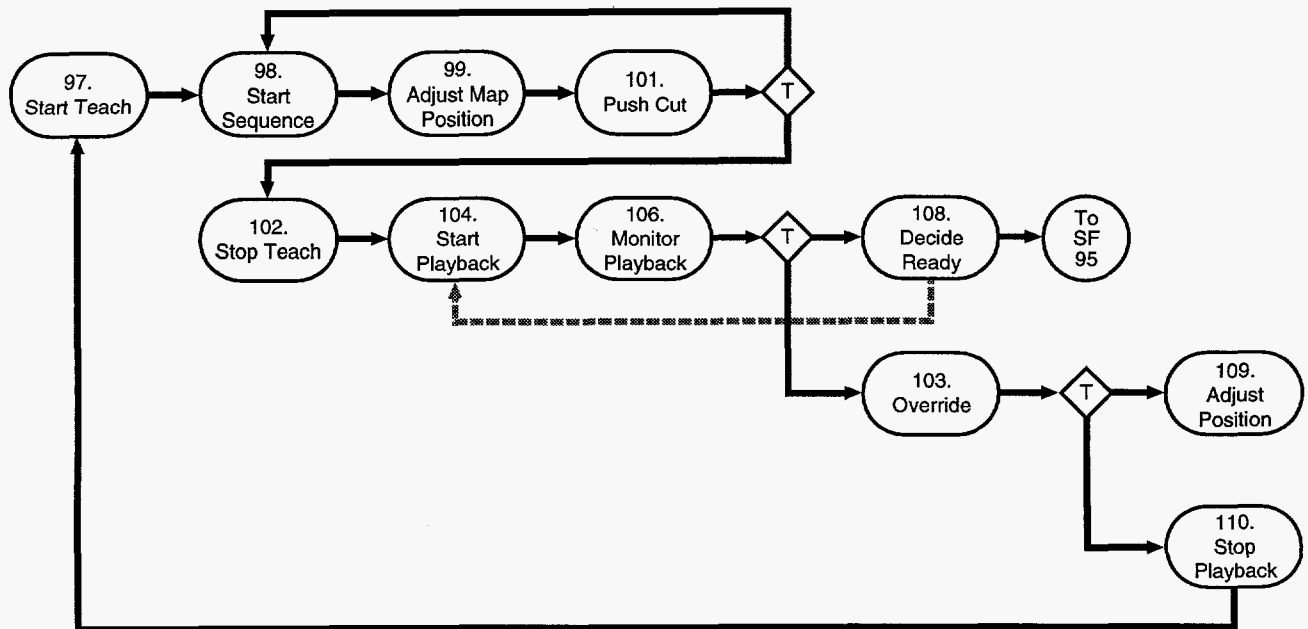 97.
Start Teach
98.
Start
Sequence
99.
Adjust Map
Position
101.
Push Cut
T
102.
Stop Teach
104.
Start
Playback
106.
Monitor
Playback
T
108.
Decide
Ready
To
SF
95
103.
Override
T
109.
Adjust
Position
110.
Stop
Playback